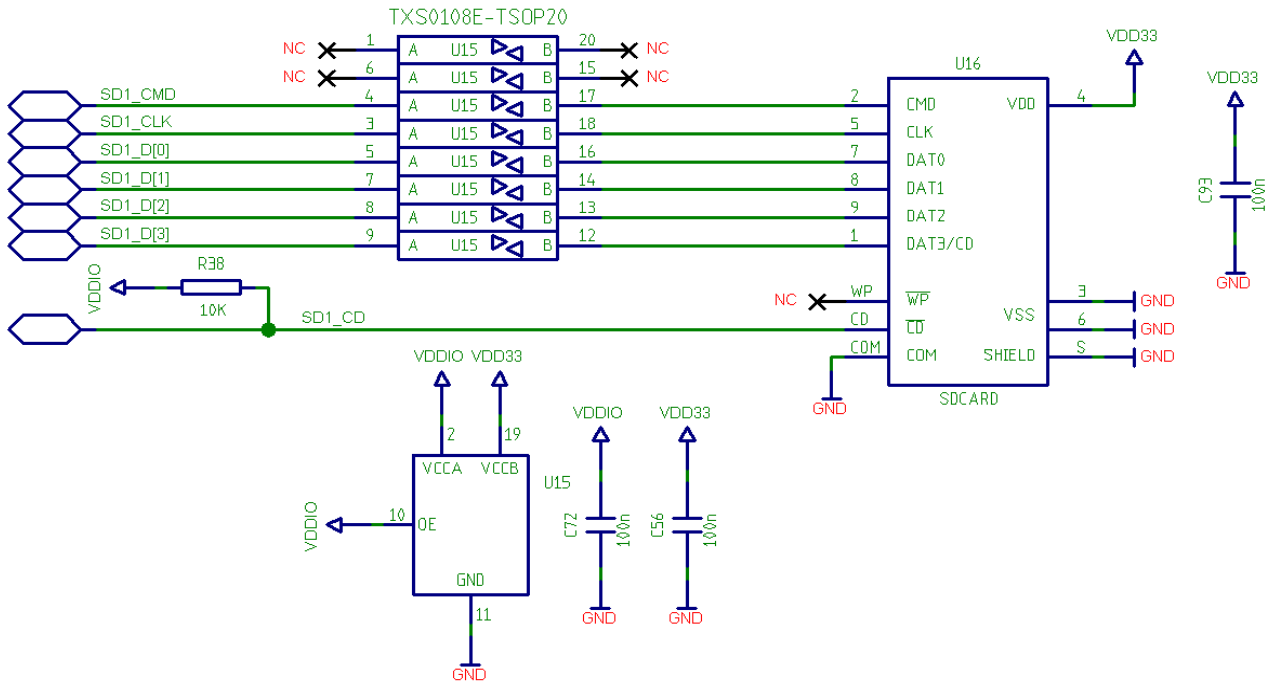 TXS0108E-TSOP20
NC 1 A U15 B 20 NC
NC 6 A U15 B 15 NC
SD1_CMD 4 A U15 B 17 2 CMD
SD1_CLK 3 A U15 B 18 5 CLK
SD1_D[0] 5 A U15 B 16 7 DAT0
SD1_D[1] 7 A U15 B 14 8 DAT1
SD1_D[2] 8 A U15 B 13 9 DAT2
SD1_D[3] 9 A U15 B 12 1 DAT3/CD
U16
VDD33
VDD 4
VDD33
C93
100n
GND
R38
VDDIO
10K
SD1_CD
NC WP WP
CD CD
COM COM
GND
VSS
3 GND
6 GND
SHIELD S GND
SDCARD
VDDIO VDD33
2 19
VCCA VCCB
U15
VDDIO
10 OE
GND
11
GND
VDDIO
C72
100n
GND
VDD33
C56
100n
GND